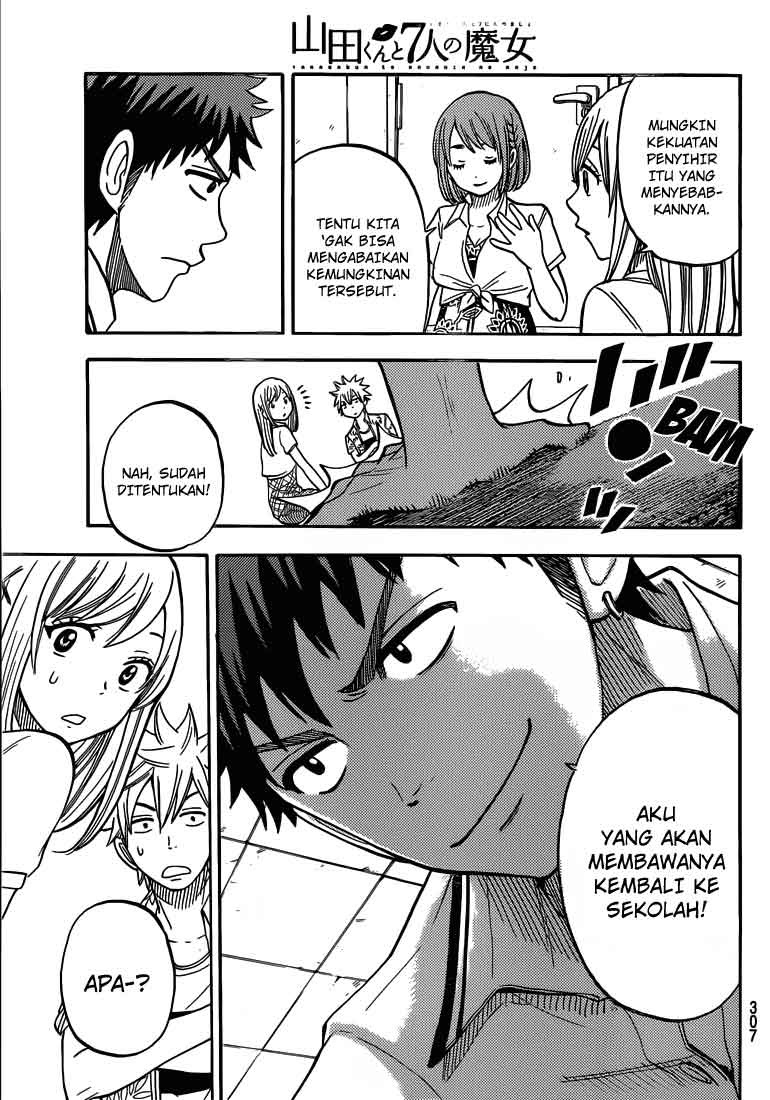 山田くんと7人の魔女
MUNGKIN
KEKUATAN
PENYIHIR
ITU YANG
MENYEBAB-
KANNYA.
TENTU KITA
'GAK BISA
MENGABAIKAN
KEMUNGKINAN
TERSEBUT.
BAM
NAH, SUDAH
DITENTUKAN!
AKU
YANG AKAN
MEMBAWANYA
KEMBALI KE
SEKOLAH!
APA-?
307